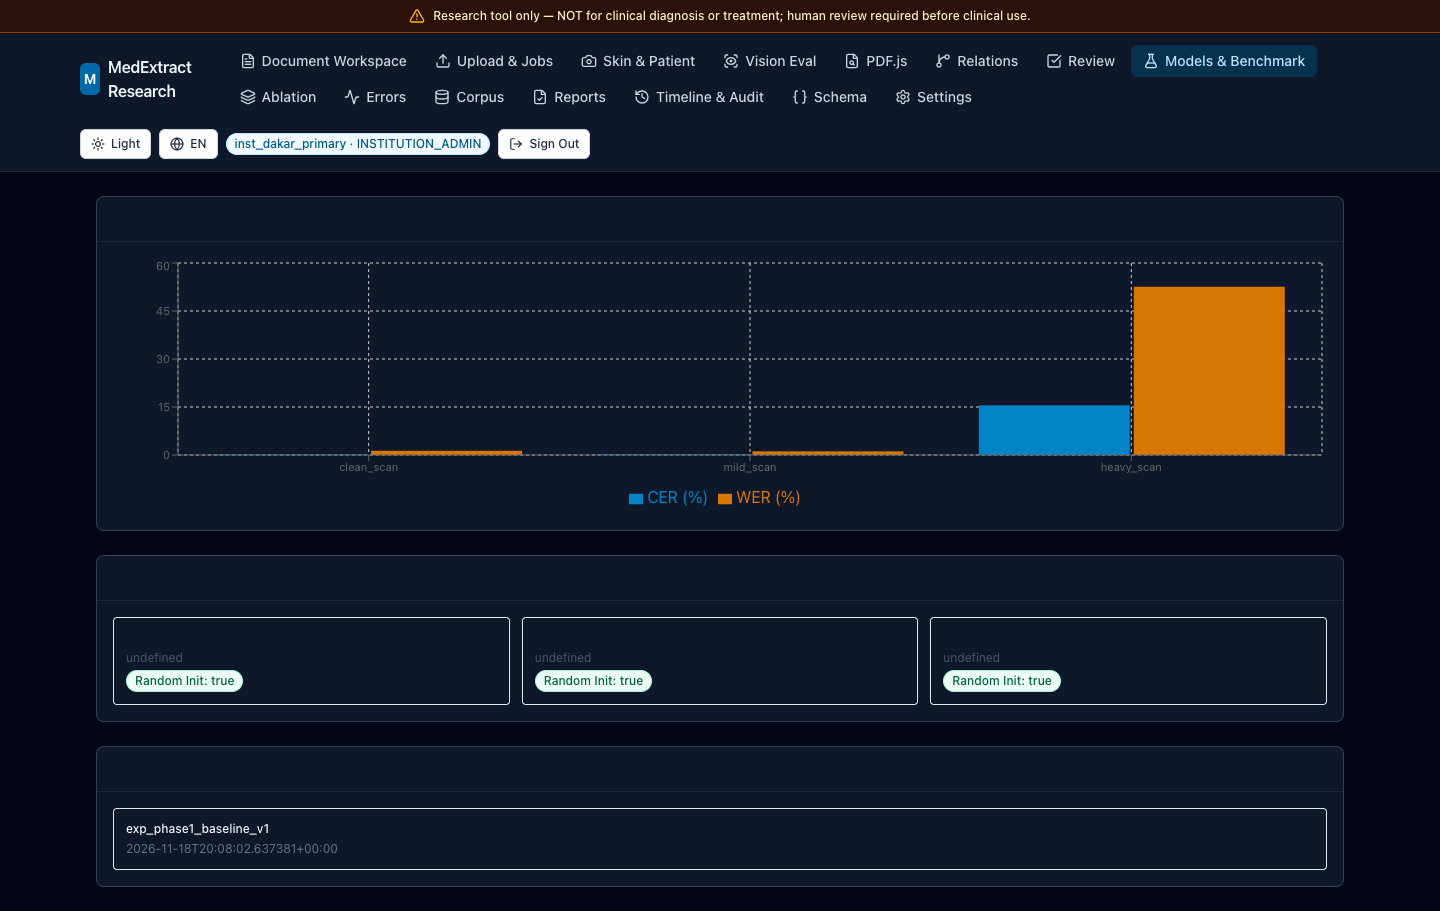 Research tool only — NOT for clinical diagnosis or treatment; human review required before clinical use.
M
MedExtract
Research
Document Workspace
Upload & Jobs
Skin & Patient
Vision Eval
PDF.js
Relations
Review
Models & Benchmark
Ablation
Errors
Corpus
Reports
Timeline & Audit
Schema
Settings
Light
EN
inst_dakar_primary · INSTITUTION_ADMIN
Sign Out
60
45
30
15
0
clean_scan
mild_scan
heavy_scan
CER (%)
WER (%)
undefined
Random Init: true
undefined
Random Init: true
undefined
Random Init: true
exp_phase1_baseline_v1
2026-11-18T20:08:02.637381+00:00